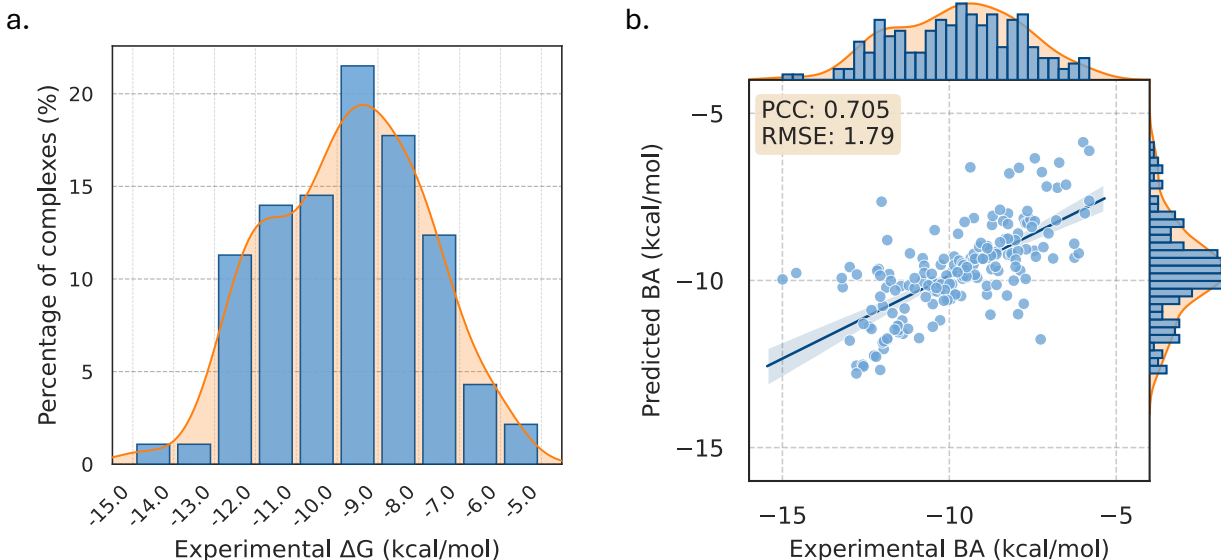 a.
Percentage of complexes (%)
20
15
10
5
0
-15.0
-14.0
-13.0
-12.0
-11.0
-10.0
-9.0
-8.0
-7.0
-6.0
-5.0
Experimental ΔG (kcal/mol)
b.
PCC: 0.705
RMSE: 1.79
Predicted BA (kcal/mol)
−5
−10
−15
−15
−10
−5
Experimental BA (kcal/mol)